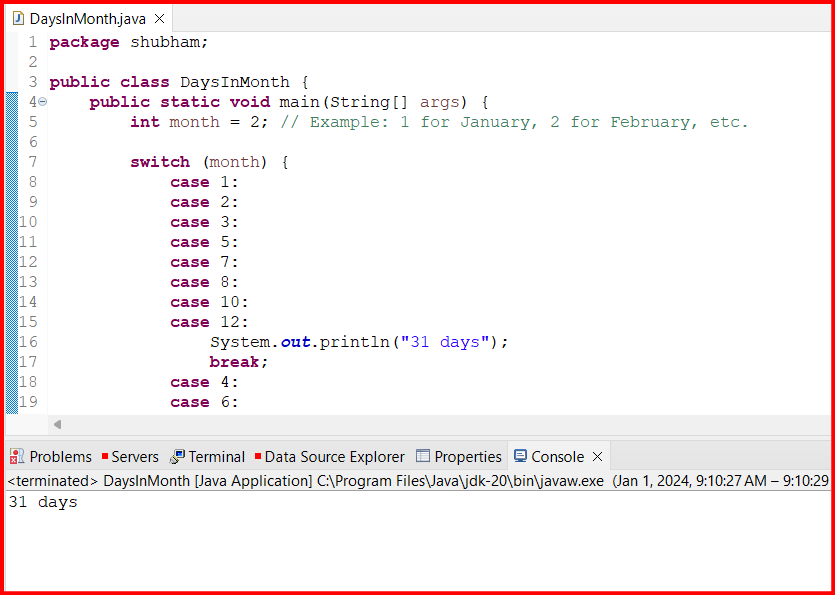 DaysInMonth.java
1 package shubham;
2
3 public class DaysInMonth {
4     public static void main(String[] args) {
5         int month = 2; // Example: 1 for January, 2 for February, etc.
6
7         switch (month) {
8             case 1:
9             case 2:
10             case 3:
11             case 5:
12             case 7:
13             case 8:
14             case 10:
15             case 12:
16                 System.out.println("31 days");
17                 break;
18             case 4:
19             case 6:
Problems Servers Terminal Data Source Explorer Properties Console
<terminated> DaysInMonth [Java Application] C:\Program Files\Java\jdk-20\bin\javaw.exe (Jan 1, 2024, 9:10:27 AM – 9:10:29
31 days